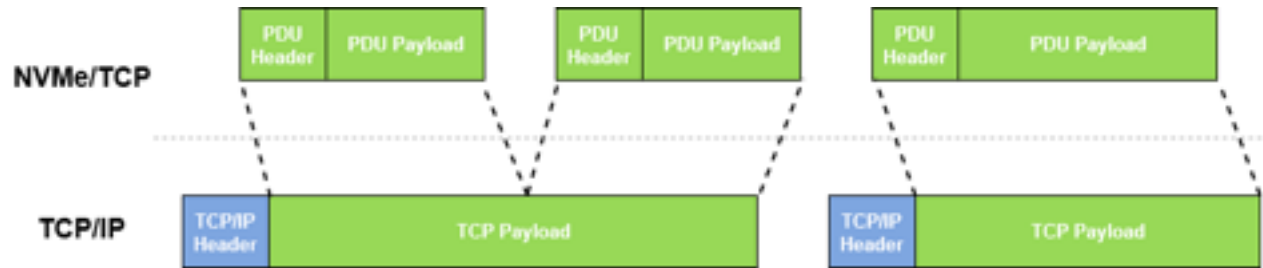 PDU
Header
PDU Payload
PDU
Header
PDU Payload
PDU
Header
PDU Payload
NVMe/TCP
TCP/IP
TCP/IP
Header
TCP Payload
TCP/IP
Header
TCP Payload